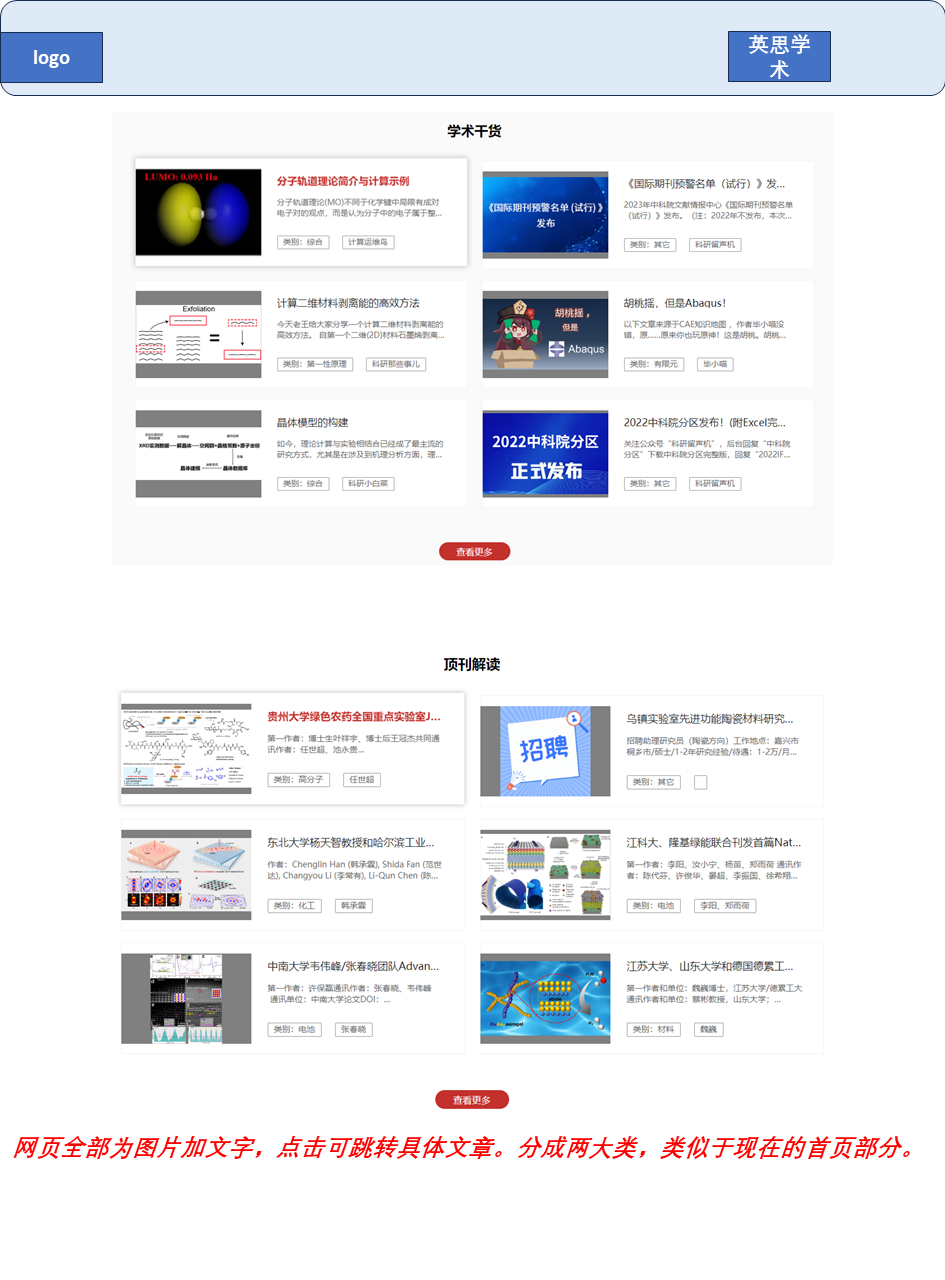 logo
英思学
术
学术干货
LUMO: 0.093 Ha
分子轨道理论简介与计算示例
分子轨道理论(MO)不同于化学键中局限有成对
电子对的观点，而是认为分子中的电子属于整...
类别：综合
计算运维鸟
《国际期刊预警名单 (试行) 》
发布
《国际期刊预警名单（试行）》发...
2023年中科院文献情报中心《国际期刊预警名单
（试行）》发布。（注：2022年不发布，本次...
类别：其它
科研留声机
Exfoliation
计算二维材料剥离能的高效方法
今天老王给大家分享一个计算二维材料到离能的
高效方法。 自第一个二维(2D)材料石墨烯到离...
类别：第一性原理
科研那些事儿
胡桃摇，
但是
Abaqus
胡桃摇，但是Abaqus！
以下文章来源于CAE知识地图 ，作者毕小喵没
错，原......原来你也玩原神！这是胡桃。胡桃...
类别：有限元
毕小喵
XRD实测数据
解晶体
空间群+晶格常数+原子坐标
晶体建模
晶体数据库
晶体模型的构建
如今，理论计算与实验相结合已经成了最主流的
研究方式，尤其是在涉及到机理分析方面，理...
类别：综合
科研小白菜
2022中科院分区
正式发布
2022中科院分区发布！(附Excel完...
关注公众号“科研留声机”，后台回复“中科院
分区”下载中科院分区完整版，回复“2022IF...
类别：其它
科研留声机
查看更多
顶刊解读
贵州大学绿色农药全国重点实验室J...
第一作者：博士生叶祥宇、博士后王冠杰共同通
讯作者：任世超、池永贵...
类别：高分子
任世超
招聘
乌镇实验室先进功能陶瓷材料研究...
招聘助理研究员（陶瓷方向）工作地点：嘉兴市
桐乡市/硕士/1-2年研究经验/待遇：1-2万/月...
类别：其它
东北大学杨天智教授和哈尔滨工业...
作者：Chenglin Han (韩承霖), Shida Fan (范世
达), Changyou Li (李常有), Li-Qun Chen (陈...
类别：化工
韩承霖
江科大、隆基绿能联合刊发首篇Nat...
第一作者：李阳、汝小宁、杨苗、郑雨荷 通讯作
者：陈代芬、许俊华、晏超、李振国、徐希翔...
类别：电池
李阳、郑雨荷
中南大学韦伟峰/张春晓团队Advan...
第一作者：许保磊通讯作者：张春晓、韦伟峰
通讯单位：中南大学论文DOI： ...
类别：电池
张春晓
江苏大学、山东大学和德国德累工...
第一作者和单位：魏巍博士，江苏大学/德累工大
通讯作者和单位：蔡彬教授，山东大学； ...
类别：材料
魏巍
查看更多
网页全部为图片加文字，点击可跳转具体文章。分成两大类，类似于现在的首页部分。